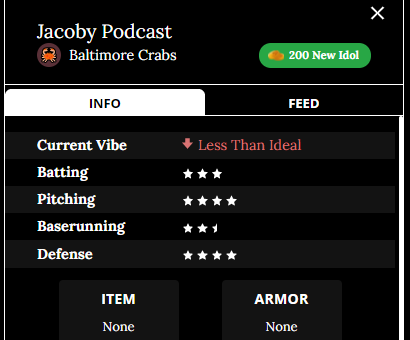 Jacoby Podcast
Baltimore Crabs
200 New Idol
INFO
FEED
Current Vibe
Less Than Ideal
Batting
Pitching
Baserunning
Defense
ITEM
ARMOR
None
None